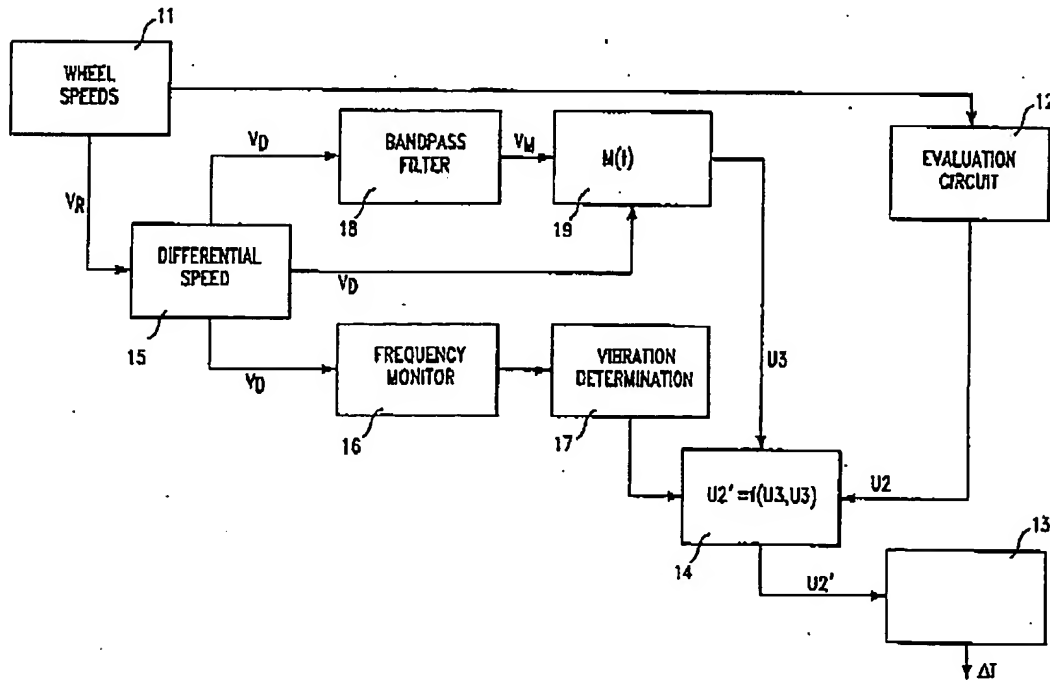 11
WHEEL
SPEEDS
12
EVALUATION
CIRCUIT
VD
BANDPASS
FILTER
18
VM
M(t)
19
VR
DIFFERENTIAL
SPEED
15
VD
VD
FREQUENCY
MONITOR
16
VIBRATION
DETERMINATION
17
U3
U2'=f(U3,U3)
14
U2
13
U2'
ΔT